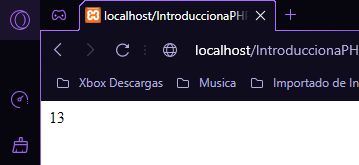 localhost/IntroduccionaPH
localhost/IntroduccionaPH
Xbox Descargas
Musica
Importado de In
13